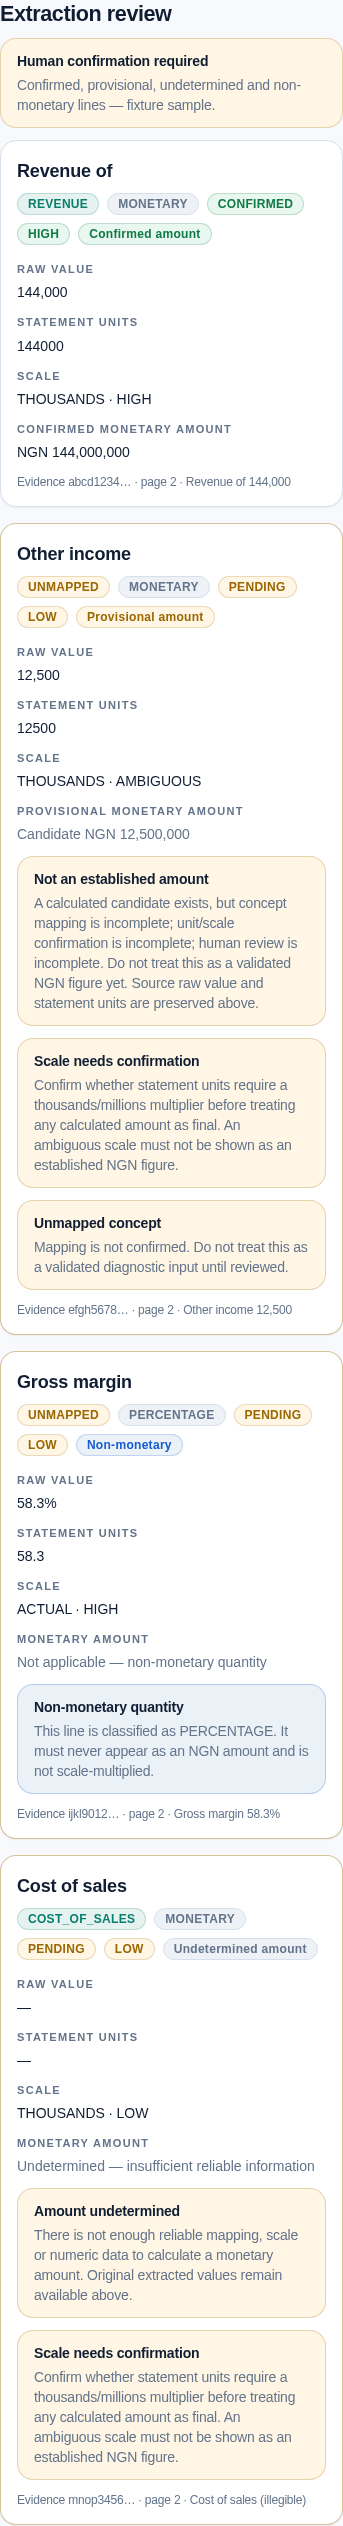 Extraction review
Human confirmation required
Confirmed, provisional, undetermined and non-
monetary lines — fixture sample.
Revenue of
REVENUE MONETARY CONFIRMED
HIGH Confirmed amount
RAW VALUE
144,000
STATEMENT UNITS
144000
SCALE
THOUSANDS · HIGH
CONFIRMED MONETARY AMOUNT
NGN 144,000,000
Evidence abcd1234… · page 2 · Revenue of 144,000
Other income
UNMAPPED MONETARY PENDING
LOW Provisional amount
RAW VALUE
12,500
STATEMENT UNITS
12500
SCALE
THOUSANDS · AMBIGUOUS
PROVISIONAL MONETARY AMOUNT
Candidate NGN 12,500,000
Not an established amount
A calculated candidate exists, but concept
mapping is incomplete; unit/scale
confirmation is incomplete; human review is
incomplete. Do not treat this as a validated
NGN figure yet. Source raw value and
statement units are preserved above.
Scale needs confirmation
Confirm whether statement units require a
thousands/millions multiplier before treating
any calculated amount as final. An
ambiguous scale must not be shown as an
established NGN figure.
Unmapped concept
Mapping is not confirmed. Do not treat this as
a validated diagnostic input until reviewed.
Evidence efgh5678… · page 2 · Other income 12,500
Gross margin
UNMAPPED PERCENTAGE PENDING
LOW Non-monetary
RAW VALUE
58.3%
STATEMENT UNITS
58.3
SCALE
ACTUAL · HIGH
MONETARY AMOUNT
Not applicable — non-monetary quantity
Non-monetary quantity
This line is classified as PERCENTAGE. It
must never appear as an NGN amount and is
not scale-multiplied.
Evidence ijkl9012… · page 2 · Gross margin 58.3%
Cost of sales
COST_OF_SALES MONETARY
PENDING LOW Undetermined amount
RAW VALUE
—
STATEMENT UNITS
—
SCALE
THOUSANDS · LOW
MONETARY AMOUNT
Undetermined — insufficient reliable information
Amount undetermined
There is not enough reliable mapping, scale
or numeric data to calculate a monetary
amount. Original extracted values remain
available above.
Scale needs confirmation
Confirm whether statement units require a
thousands/millions multiplier before treating
any calculated amount as final. An
ambiguous scale must not be shown as an
established NGN figure.
Evidence mnop3456… · page 2 · Cost of sales (illegible)